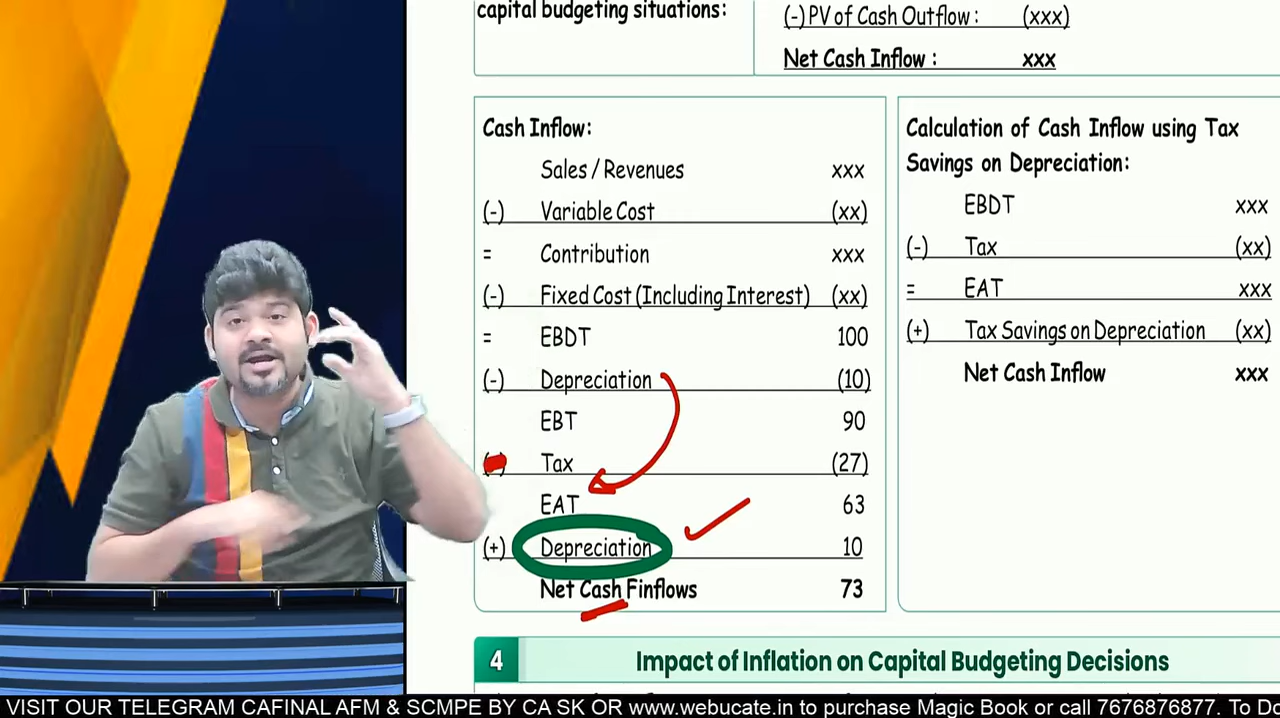 capital budgeting situations:
(-) PV of Cash Outflow : (xxx)
Net Cash Inflow : xxx
Cash Inflow:
Sales / Revenues xxx
(-) Variable Cost (xx)
= Contribution xxx
(-) Fixed Cost (Including Interest) (xx)
= EBDT 100
(-) Depreciation (10)
EBT 90
Tax (27)
EAT 63
(+) Depreciation 10
Net Cash Finflows 73
Calculation of Cash Inflow using Tax
Savings on Depreciation:
EBDT xxx
(-) Tax (xx)
= EAT xxx
(+) Tax Savings on Depreciation (xx)
Net Cash Inflow xxx
4 Impact of Inflation on Capital Budgeting Decisions
VISIT OUR TELEGRAM CAFINAL AFM & SCMPE BY CA SK OR www.webucate.in to purchase Magic Book or call 7676876877. To Do